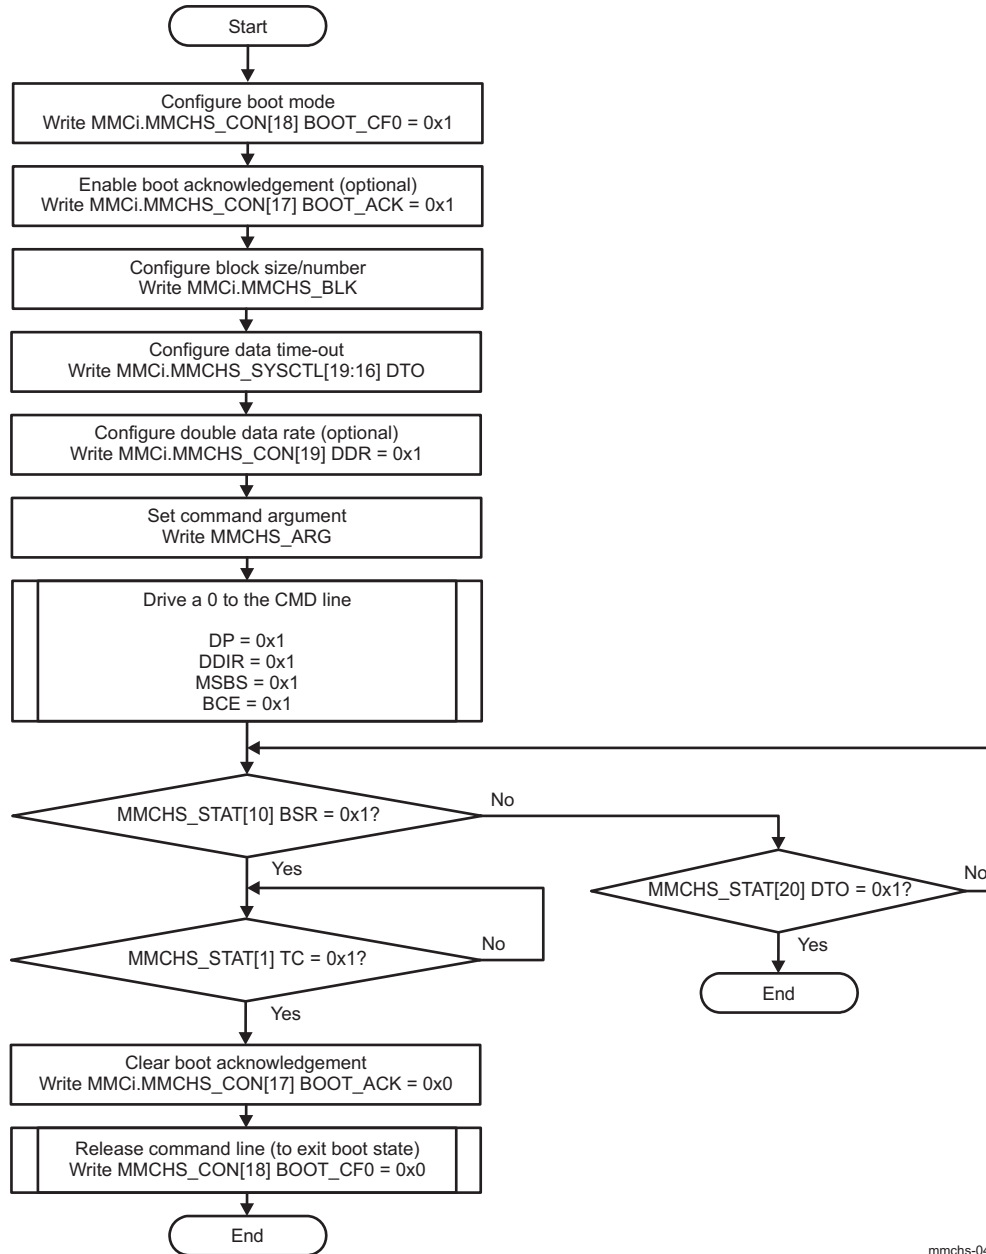 Start
Configure boot mode
Write MMCi.MMCHS_CON[18] BOOT_CF0 = 0x1
Enable boot acknowledgement (optional)
Write MMCi.MMCHS_CON[17] BOOT_ACK = 0x1
Configure block size/number
Write MMCi.MMCHS_BLK
Configure data time-out
Write MMCi.MMCHS_SYSCTL[19:16] DTO
Configure double data rate (optional)
Write MMCi.MMCHS_CON[19] DDR = 0x1
Set command argument
Write MMCHS_ARG
Drive a 0 to the CMD line
DP = 0x1
DDIR = 0x1
MSBS = 0x1
BCE = 0x1
MMCHS_STAT[10] BSR = 0x1?
No
Yes
MMCHS_STAT[20] DTO = 0x1?
No
Yes
End
MMCHS_STAT[1] TC = 0x1?
No
Yes
Clear boot acknowledgement
Write MMCi.MMCHS_CON[17] BOOT_ACK = 0x0
Release command line (to exit boot state)
Write MMCHS_CON[18] BOOT_CF0 = 0x0
End
mmchs-04